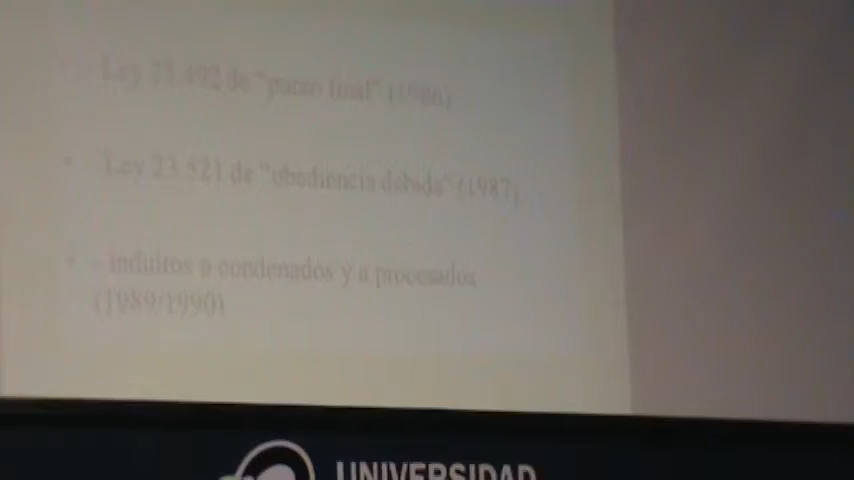 Ley 23.492 de "punto final" (1986)
• Ley 23.521 de "obediencia debida" (1987)
• - indultos a condenados y a procesados
(1989/1990)
UNIVERSIDAD